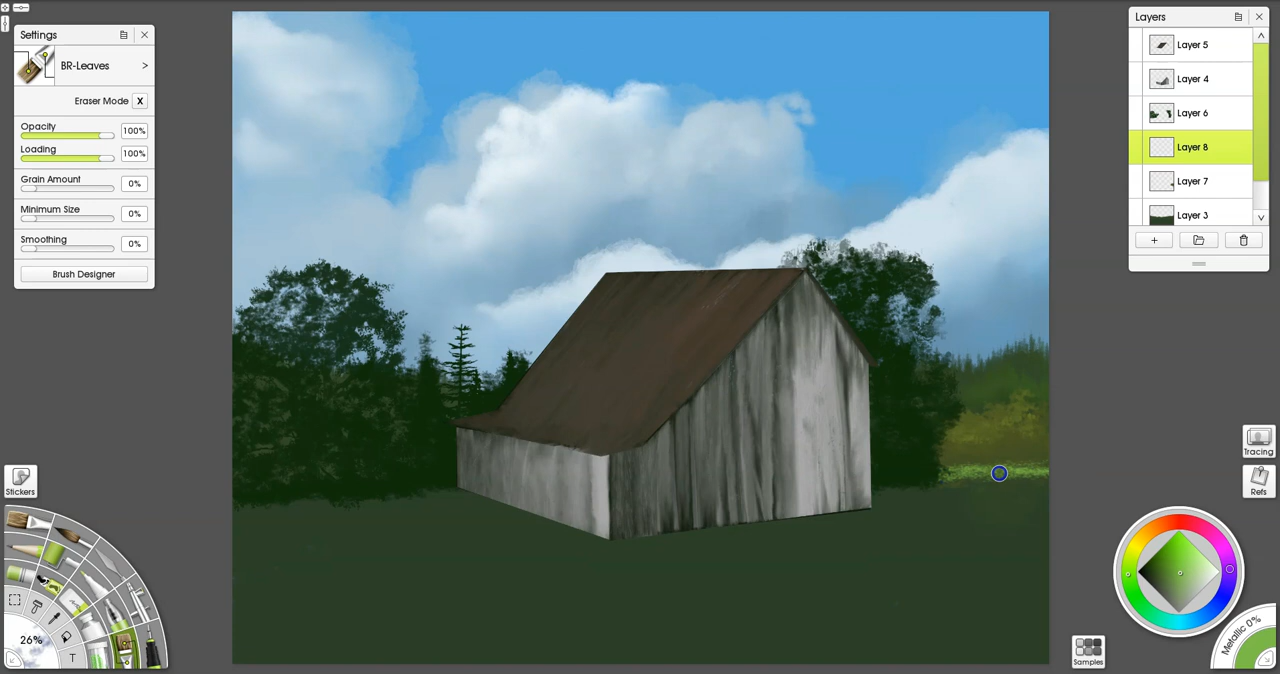 Settings
BR-Leaves >
Eraser Mode X
Opacity 100%
Loading 100%
Grain Amount 0%
Minimum Size 0%
Smoothing 0%
Brush Designer
Layers
Layer 5
Layer 4
Layer 6
Layer 8
Layer 7
Layer 3
Stickers
26%
T
Tracing
Refs
Samples
Metallic 0%